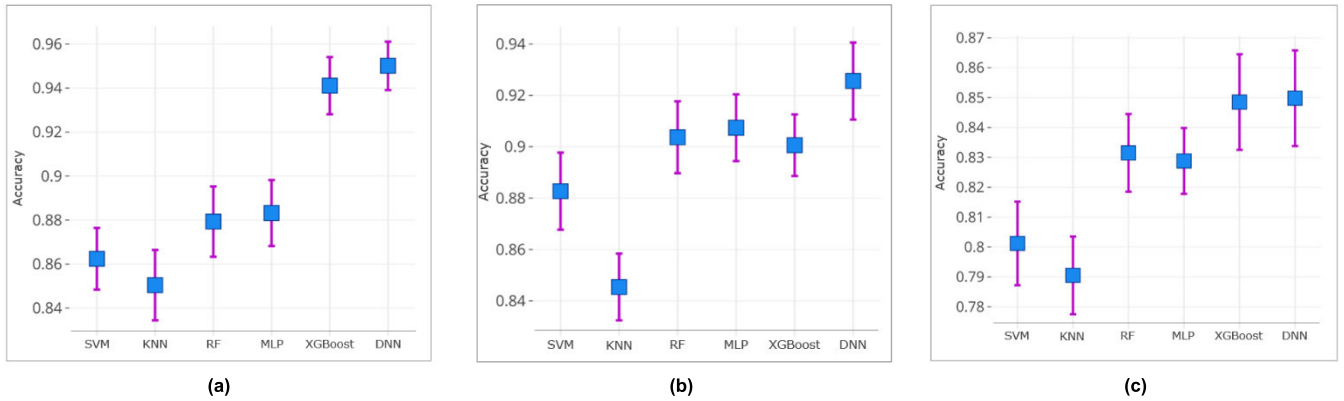 Accuracy
0.96
0.94
0.92
0.9
0.88
0.86
0.84
SVM KNN RF MLP XGBoost DNN
(a)
Accuracy
0.94
0.92
0.9
0.88
0.86
0.84
SVM KNN RF MLP XGBoost DNN
(b)
Accuracy
0.87
0.86
0.85
0.84
0.83
0.82
0.81
0.8
0.79
0.78
SVM KNN RF MLP XGBoost DNN
(c)